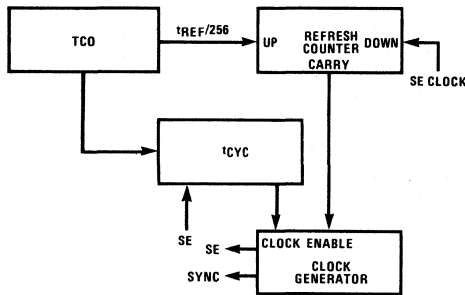 TCO
tREF/256
UP
REFRESH
COUNTER
DOWN
CARRY
SE CLOCK
tCYC
SE
SE
SYNC
CLOCK ENABLE
CLOCK
GENERATOR